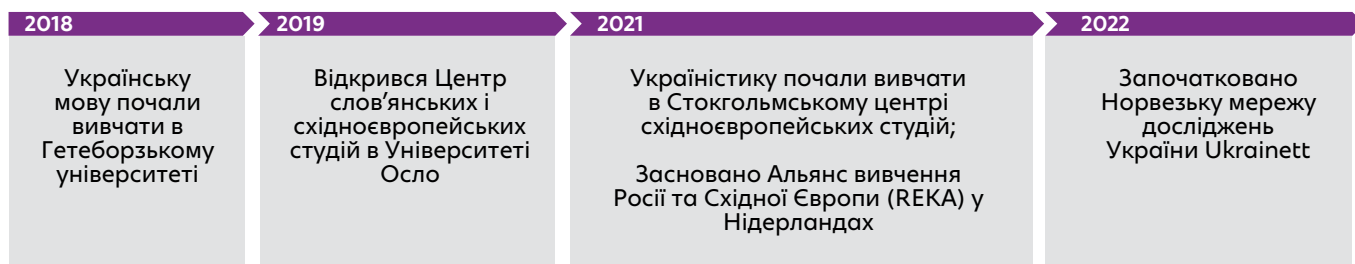 2018
Українську
мову почали
вивчати в
Гетеборзькому
університеті
2019
Відкрився Центр
слов’янських і
східноєвропейських
студій в Університеті
Осло
2021
Україністику почали вивчати
в Стокгольмському центрі
східноєвропейських студій;
Засновано Альянс вивчення
Росії та Східної Європи (REKA) у
Нідерландах
2022
Започатковано
Норвезьку мережу
досліджень
України Ukrainett